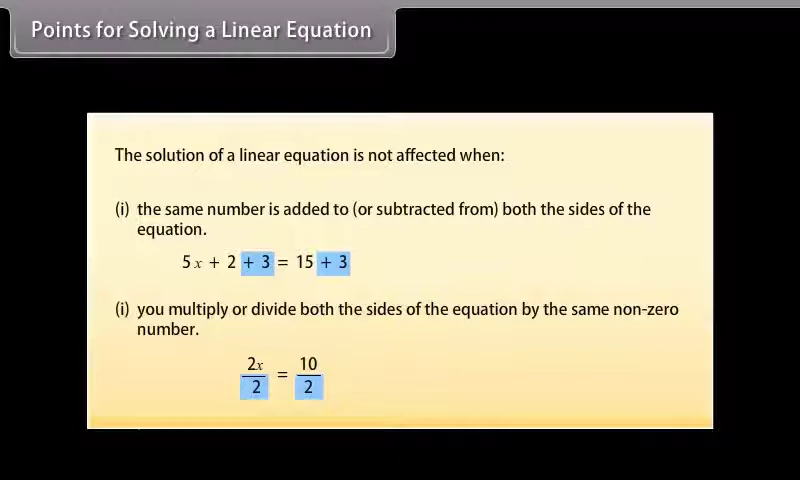 Points for Solving a Linear Equation
The solution of a linear equation is not affected when:
(i) the same number is added to (or subtracted from) both the sides of the
equation.
5x + 2 + 3 = 15 + 3
(i) you multiply or divide both the sides of the equation by the same non-zero
number.
2x/2 = 10/2